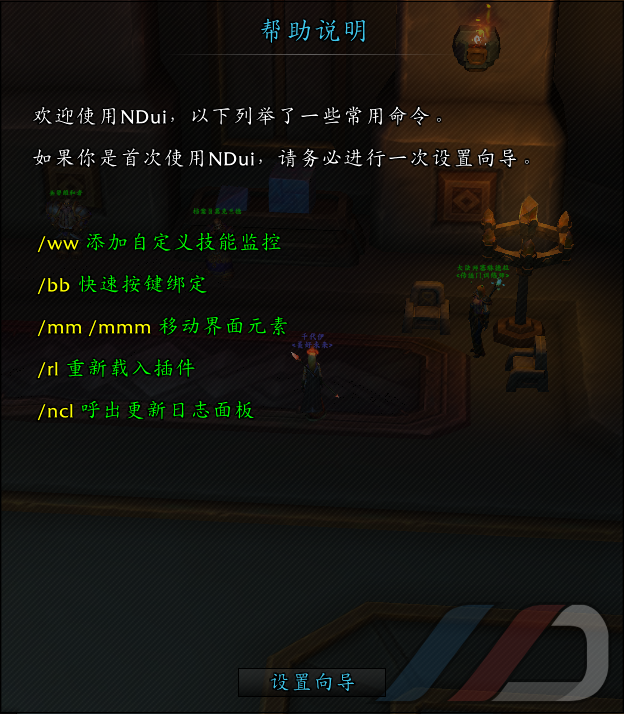 帮助说明
欢迎使用NDui，以下列举了一些常用命令。
如果你是首次使用NDui，请务必进行一次设置向导。
/ww 添加自定义技能监控
/bb 快速按键绑定
/mm /mmm 移动界面元素
/rl 重新载入插件
/ncl 呼出更新日志面板
设置向导